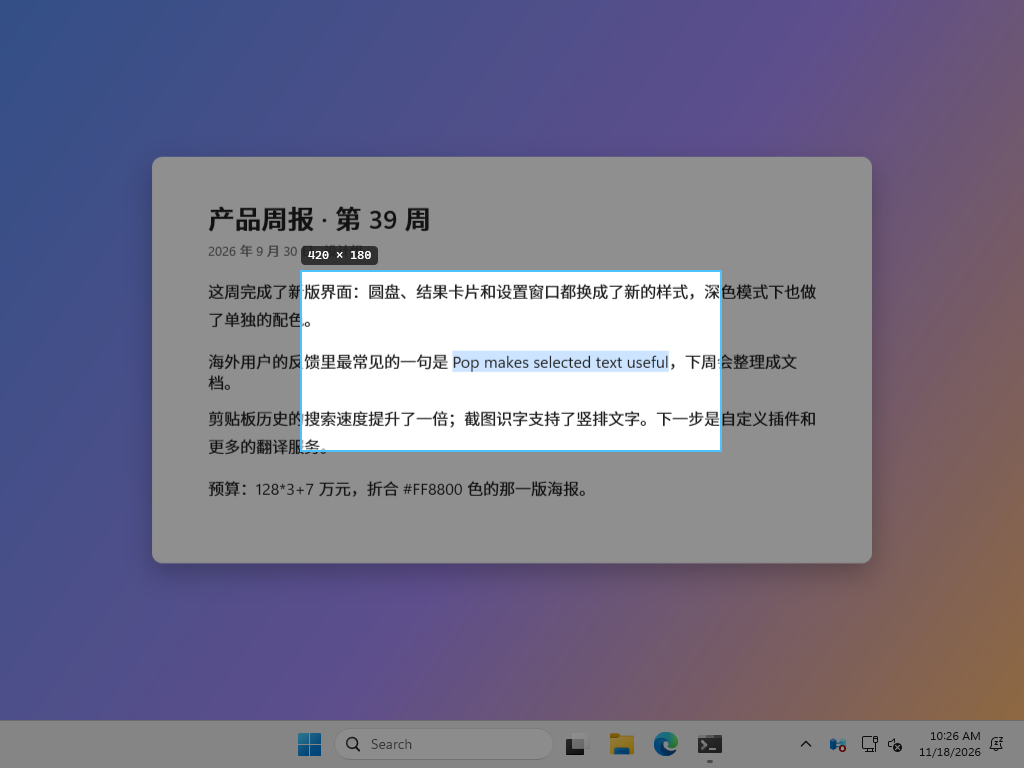 产品周报 · 第 39 周
2026 年 9 月 30
420 × 180
这周完成了新版界面：圆盘、结果卡片和设置窗口都换成了新的样式，深色模式下也做
了单独的配色。
海外用户的反馈里最常见的一句是 Pop makes selected text useful，下周会整理成文
档。
剪贴板历史的搜索速度提升了一倍；截图识字支持了竖排文字。下一步是自定义插件和
更多的翻译服务。
预算：128*3+7 万元，折合 #FF8800 色的那一版海报。
Search
10:26 AM
11/18/2026